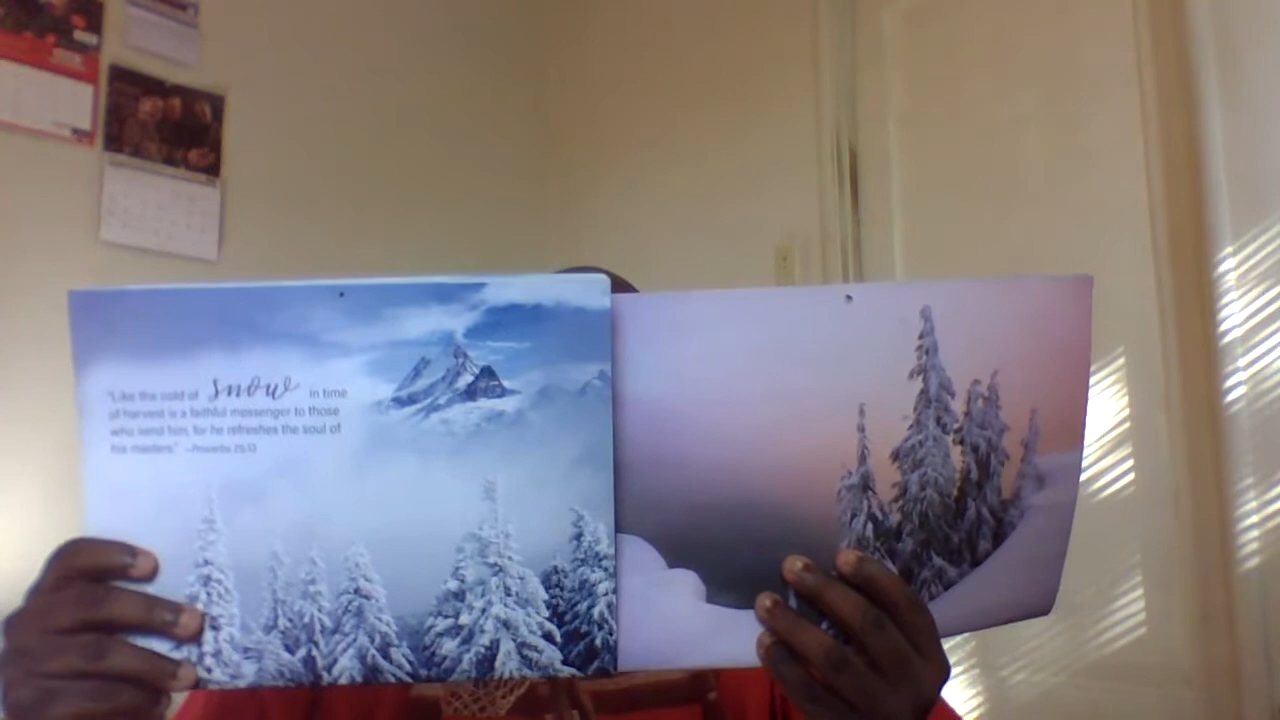 "Like the cold of snow in time
of harvest is a faithful messenger to those
who send him, for he refreshes the soul of
his masters." –Proverbs 25:13